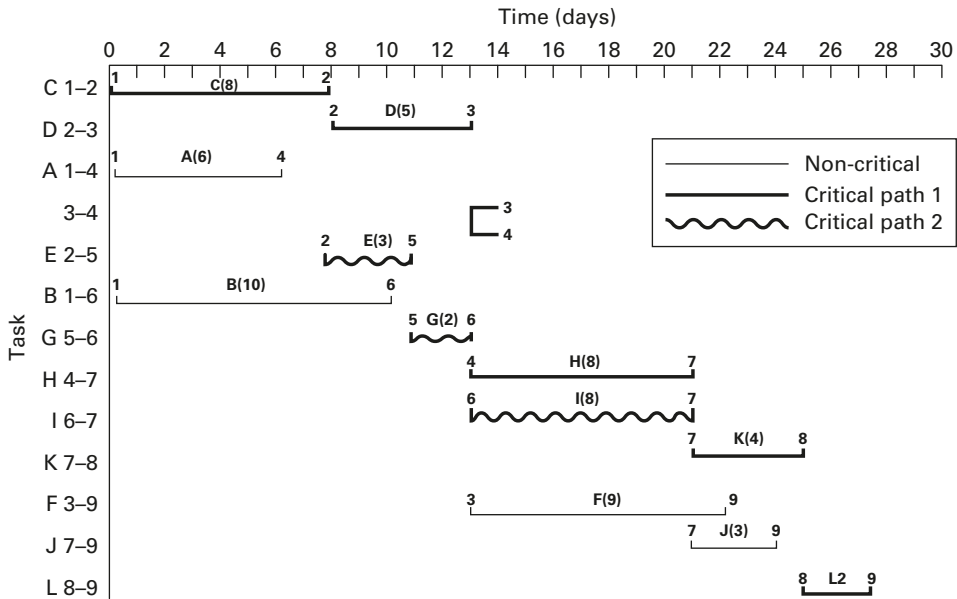 Time (days)
0 2 4 6 8 10 12 14 16 18 20 22 24 26 28 30
Task
C 1–2
1 C(8) 2
D 2–3
2 D(5) 3
A 1–4
1 A(6) 4
3–4
3
4
E 2–5
2 E(3) 5
B 1–6
1 B(10) 6
G 5–6
5 G(2) 6
H 4–7
4 H(8) 7
I 6–7
6 I(8) 7
K 7–8
7 K(4) 8
F 3–9
3 F(9) 9
J 7–9
7 J(3) 9
L 8–9
8 L2 9
Non-critical
Critical path 1
Critical path 2